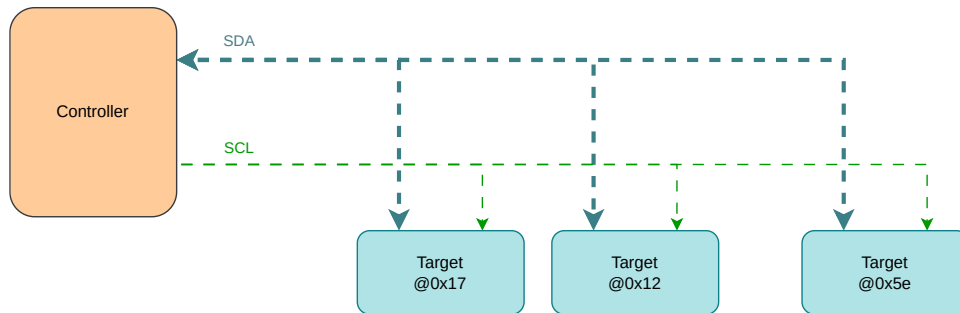 SDA
Controller
SCL
Target
@0x17
Target
@0x12
Target
@0x5e